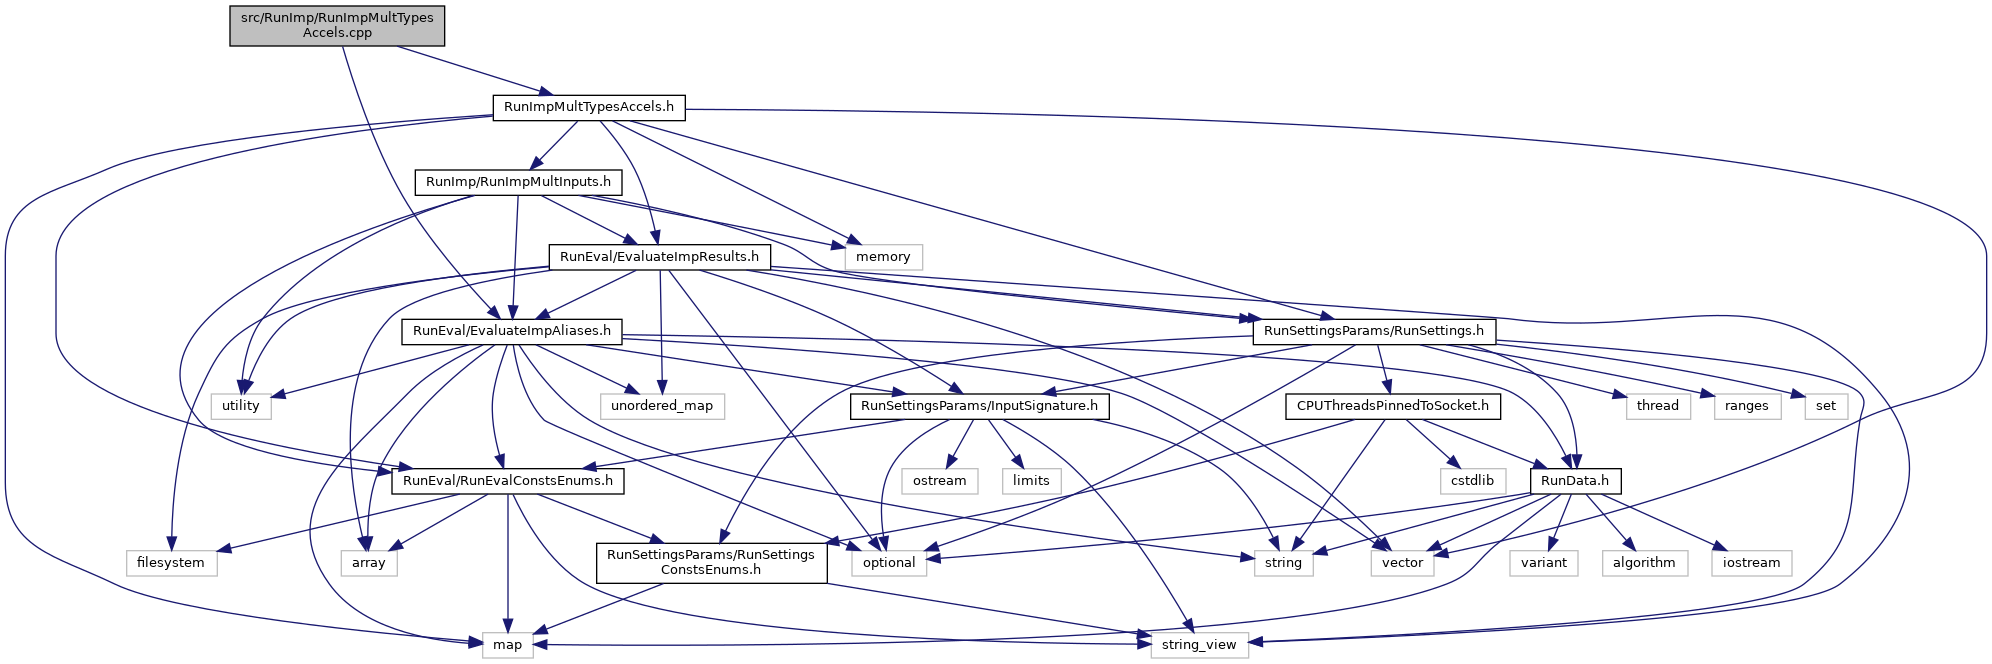 src/RunImp/RunImpMultTypes
Accels.cpp
RunImpMultTypesAccels.h
RunImp/RunImpMultInputs.h
RunEval/EvaluateImpResults.h
memory
RunEval/EvaluateImpAliases.h
RunSettingsParams/RunSettings.h
utility
unordered_map
RunSettingsParams/InputSignature.h
CPUThreadsPinnedToSocket.h
thread
ranges
set
RunEval/RunEvalConstsEnums.h
ostream
limits
cstdlib
RunData.h
filesystem
array
RunSettingsParams/RunSettings
ConstsEnums.h
optional
string
vector
variant
algorithm
iostream
map
string_view